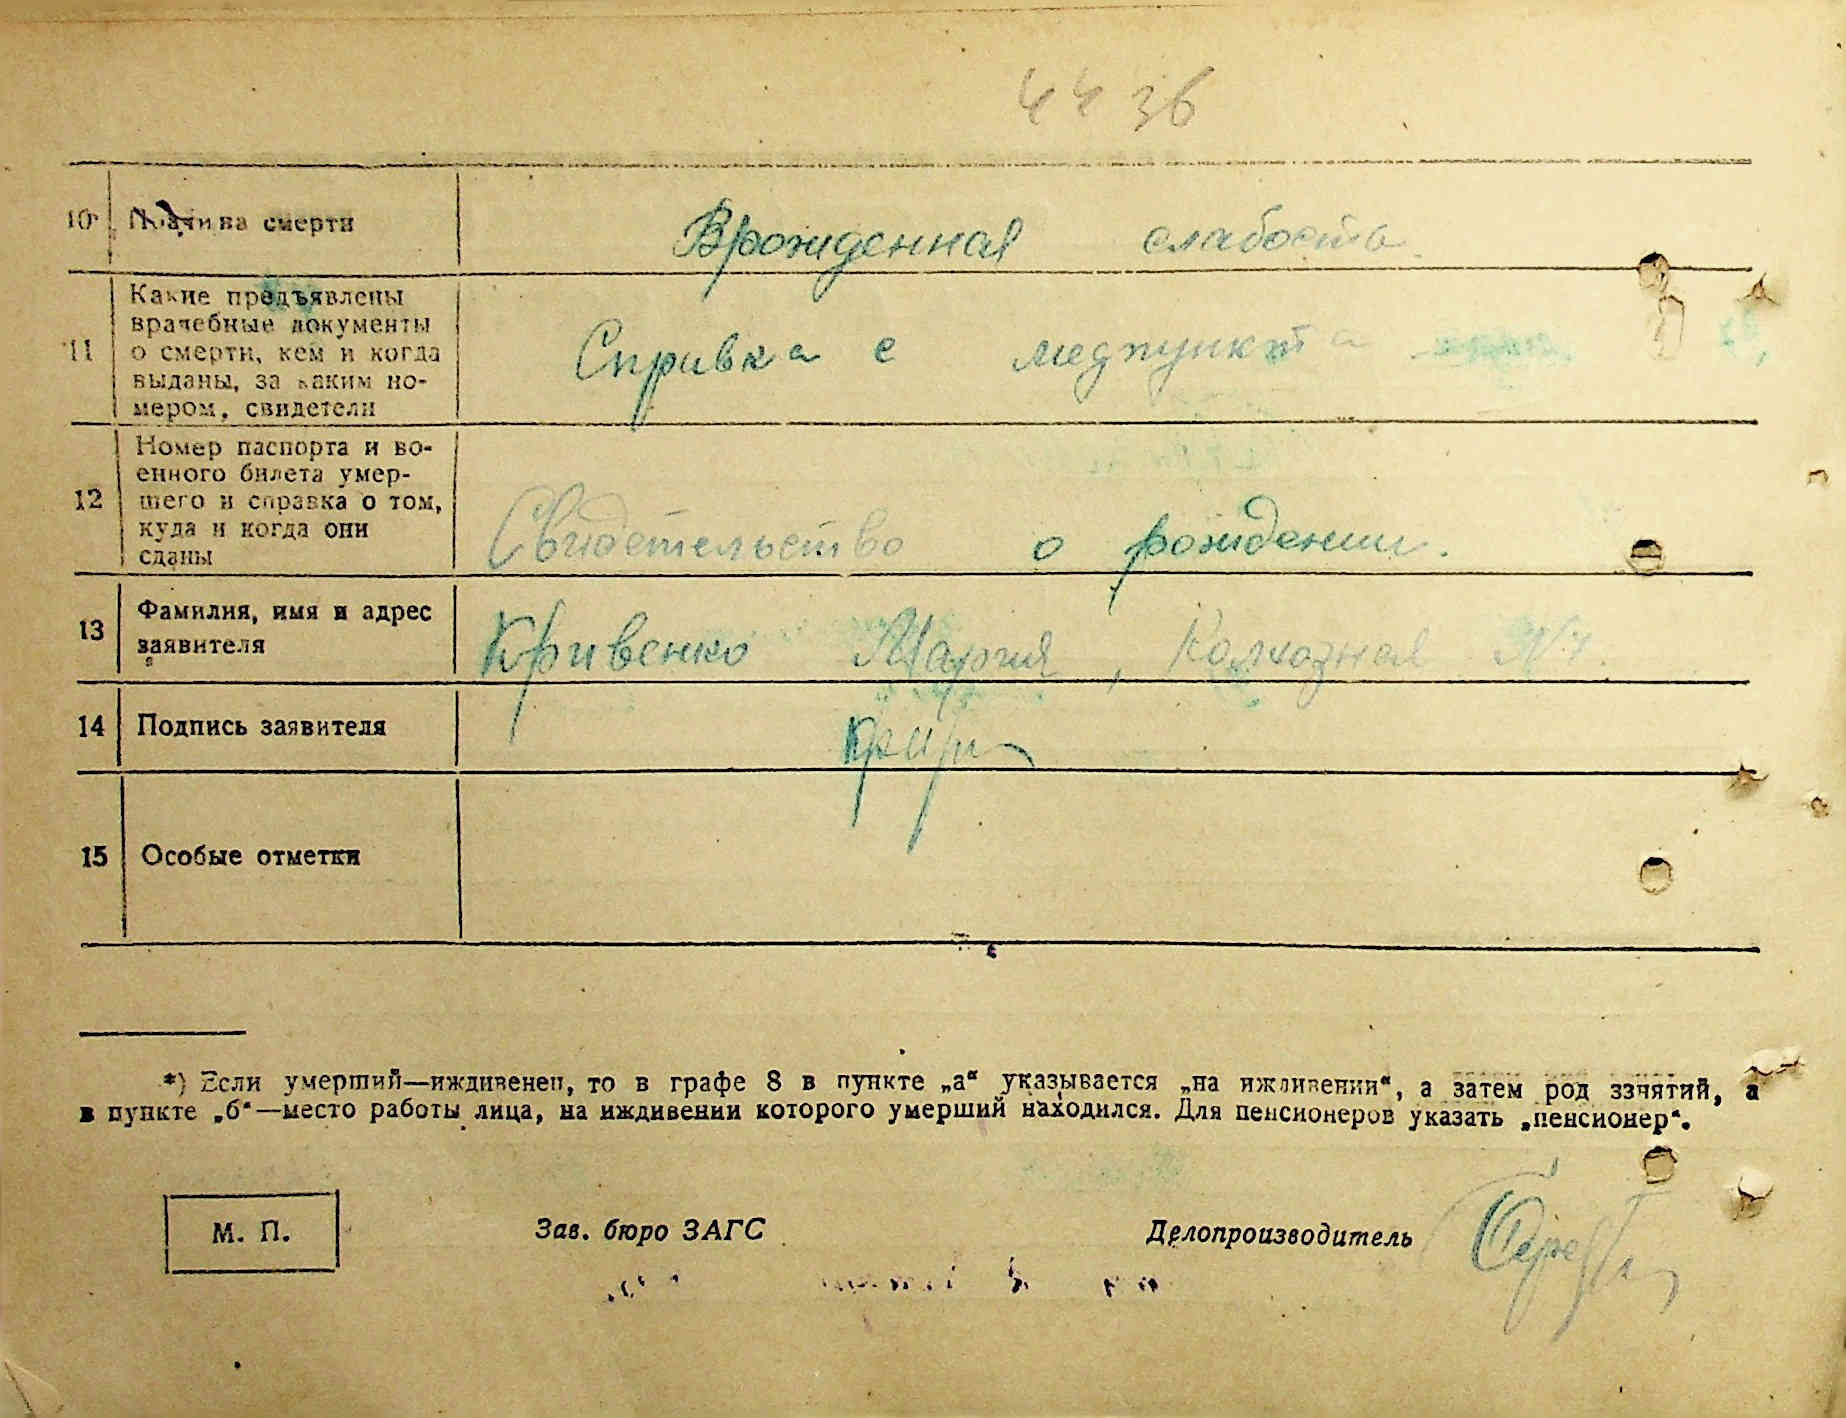 4436
10 Причина смерти Врожденная слабость
11 Какие предъявлены
врачебные документы
о смерти, кем и когда
выданы, за каким но-
мером, свидетели
Справка с медпункта
12 Номер паспорта и во-
енного билета умер-
шего и справка о том,
куда и когда они
сданы
Свидетельство о рождении.
13 Фамилия, имя и адрес
заявителя
Кривенко Мария, Колхозная
14 Подпись заявителя
15 Особые отметки
*) Если умерший—иждивенец, то в графе 8 в пункте „а“ указывается „на иждивении“, а затем род ззнятий, а
в пункте „б“—место работы лица, на иждивении которого умерший находился. Для пенсионеров указать „пенсионер“.
М. П. Зав. бюро ЗАГС Делопроизводитель